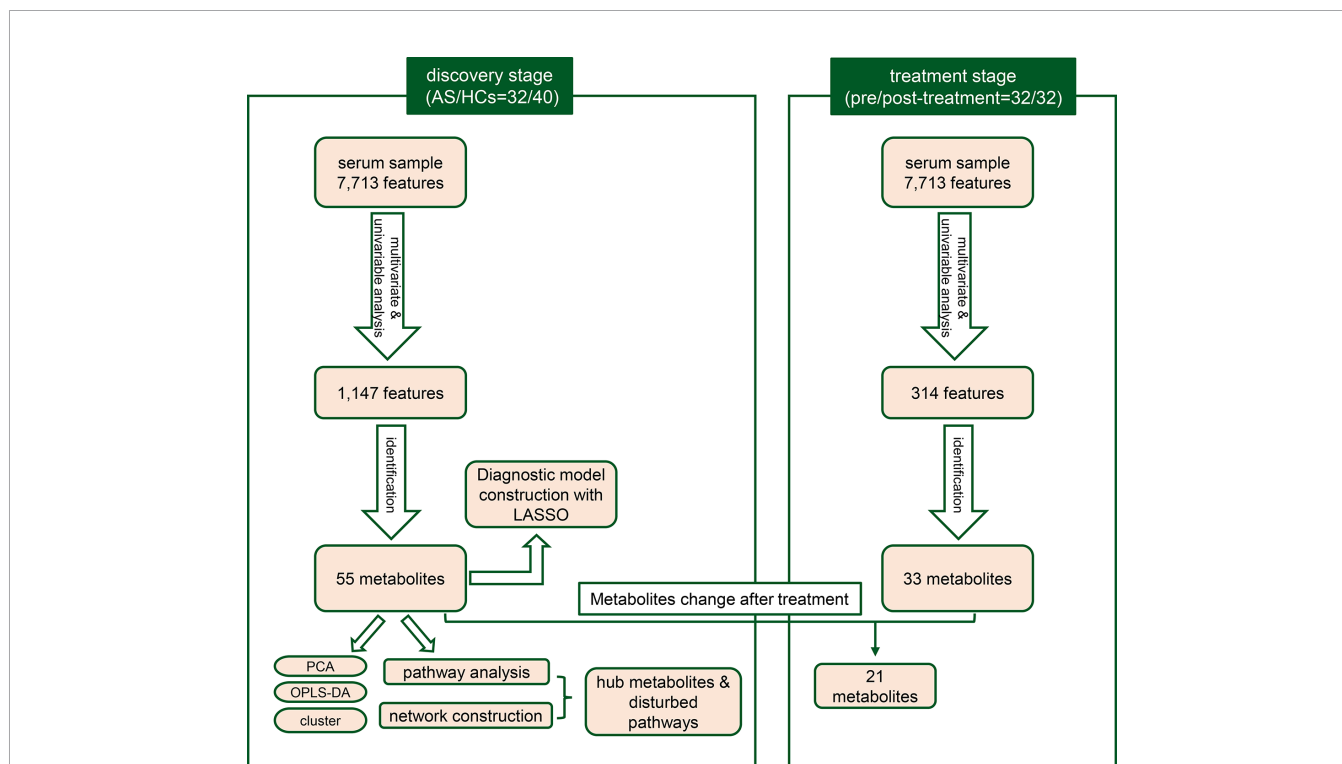 discovery stage
(AS/HCs=32/40)
serum sample
7,713 features
multivariate &
univariable analysis
1,147 features
identification
Diagnostic model
construction with
LASSO
55 metabolites
PCA
OPLS-DA
cluster
pathway analysis
network construction
hub metabolites &
disturbed
pathways
treatment stage
(pre/post-treatment=32/32)
serum sample
7,713 features
multivariate &
univariable analysis
314 features
identification
33 metabolites
Metabolites change after treatment
21
metabolites